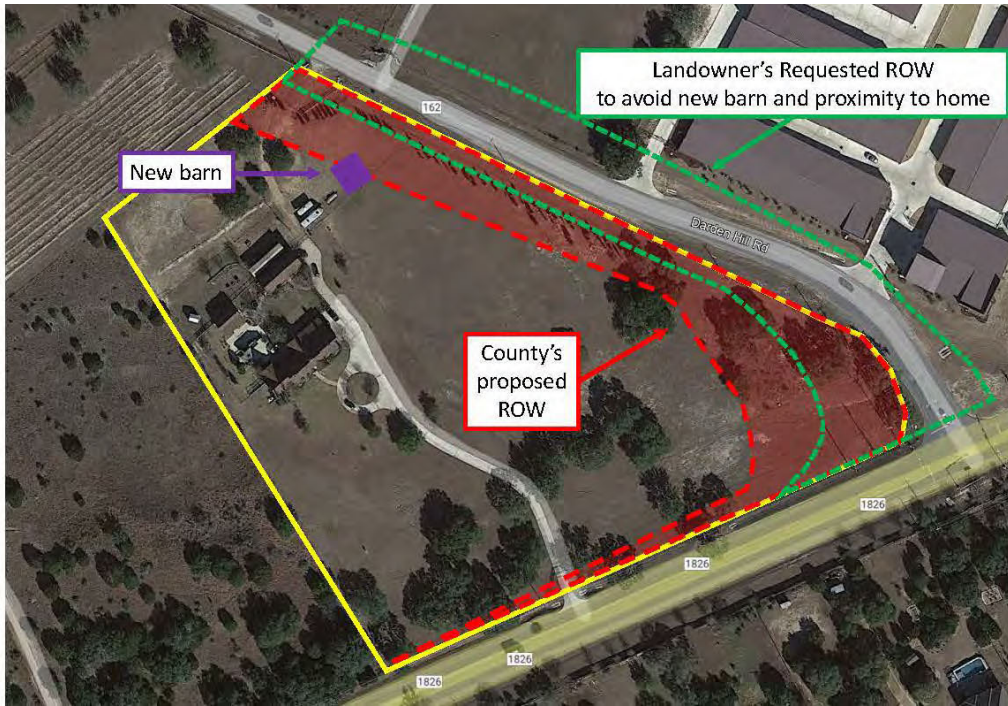 Landowner's Requested ROW
to avoid new barn and proximity to home
162
New barn
Darden Hill Rd
County's
proposed
ROW
1826
1826
1826
1826
1826